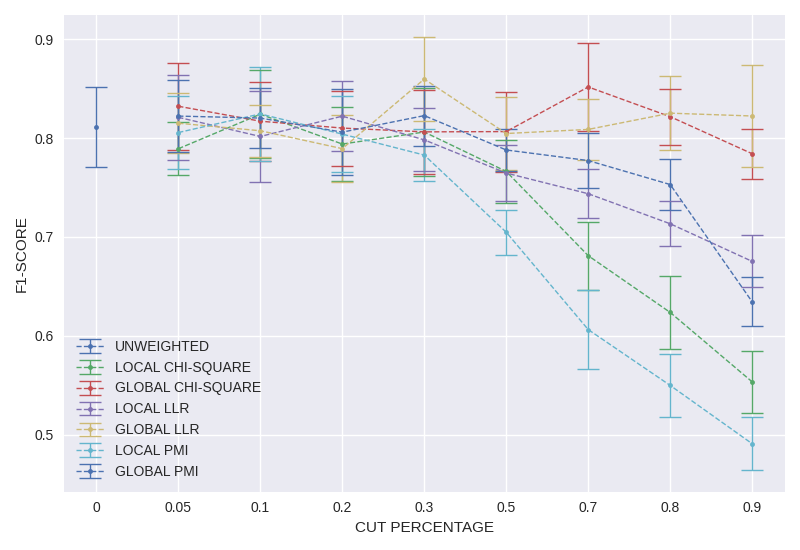 0.9
0.8
0.7
0.6
0.5
F1-SCORE
UNWEIGHTED
LOCAL CHI-SQUARE
GLOBAL CHI-SQUARE
LOCAL LLR
GLOBAL LLR
LOCAL PMI
GLOBAL PMI
0 0.05 0.1 0.2 0.3 0.5 0.7 0.8 0.9
CUT PERCENTAGE